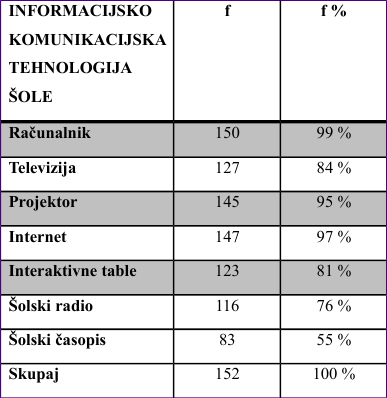 INFORMACIJSKO f f %
KOMUNIKACIJSKA
TEHNOLOGIJA
ŠOLE
Računalnik 150 99 %
Televizija 127 84 %
Projektor 145 95 %
Internet 147 97 %
Interaktivne table 123 81 %
Šolski radio 116 76 %
Šolski časopis 83 55 %
Skupaj 152 100 %